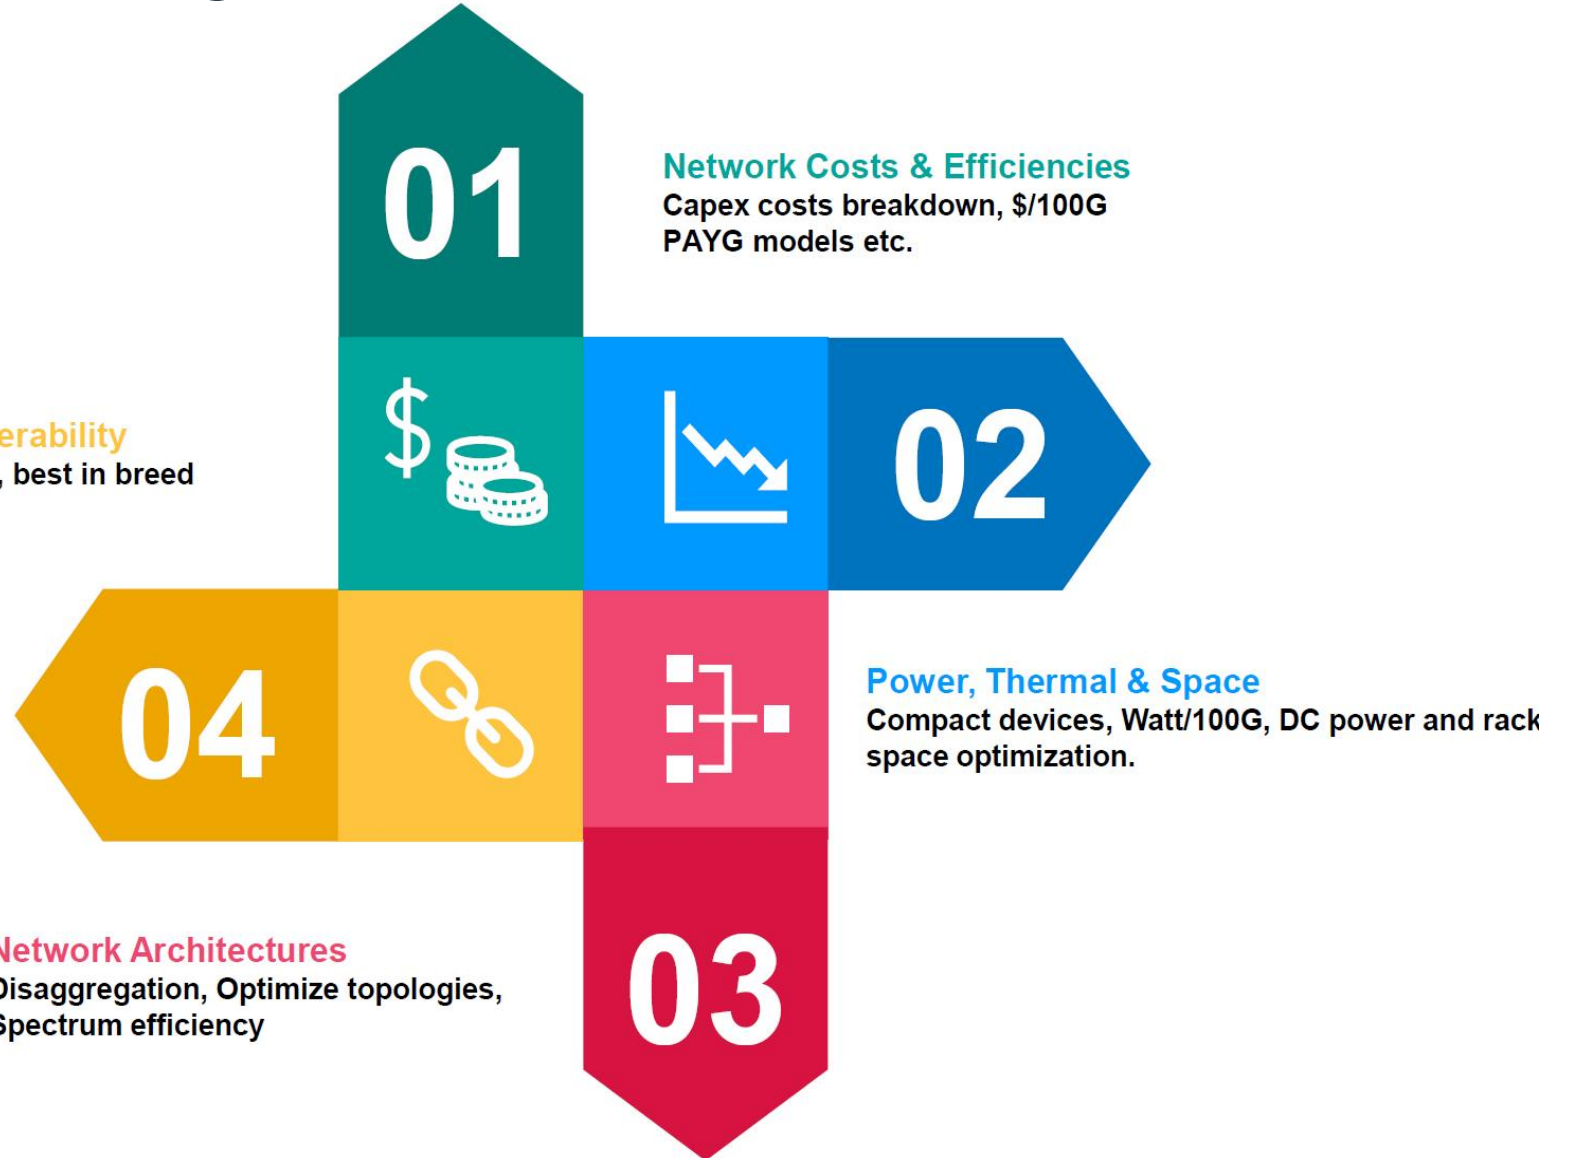 01
Network Costs & Efficiencies
Capex costs breakdown, $/100G
PAYG models etc.
02
Power, Thermal & Space
Compact devices, Watt/100G, DC power and rack
space optimization.
03
Network Architectures
Disaggregation, Optimize topologies,
Spectrum efficiency
04
erability
, best in breed